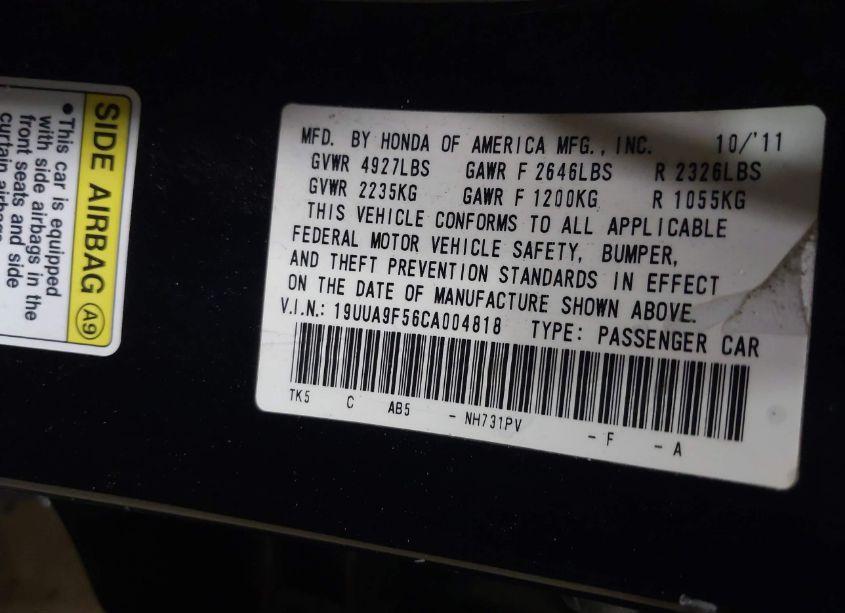 SIDE AIRBAG A9
• This car is equipped
with side airbags in the
front seats and side
curtain airbags.
MFD. BY HONDA OF AMERICA MFG., INC. 10/'11
GVWR 4927LBS GAWR F 2646LBS R 2326LBS
GVWR 2235KG GAWR F 1200KG R 1055KG
THIS VEHICLE CONFORMS TO ALL APPLICABLE
FEDERAL MOTOR VEHICLE SAFETY, BUMPER,
AND THEFT PREVENTION STANDARDS IN EFFECT
ON THE DATE OF MANUFACTURE SHOWN ABOVE.
V.I.N.: 19UUA9F56CA004818 TYPE: PASSENGER CAR
TK5 C AB5 - NH731PV - F - A